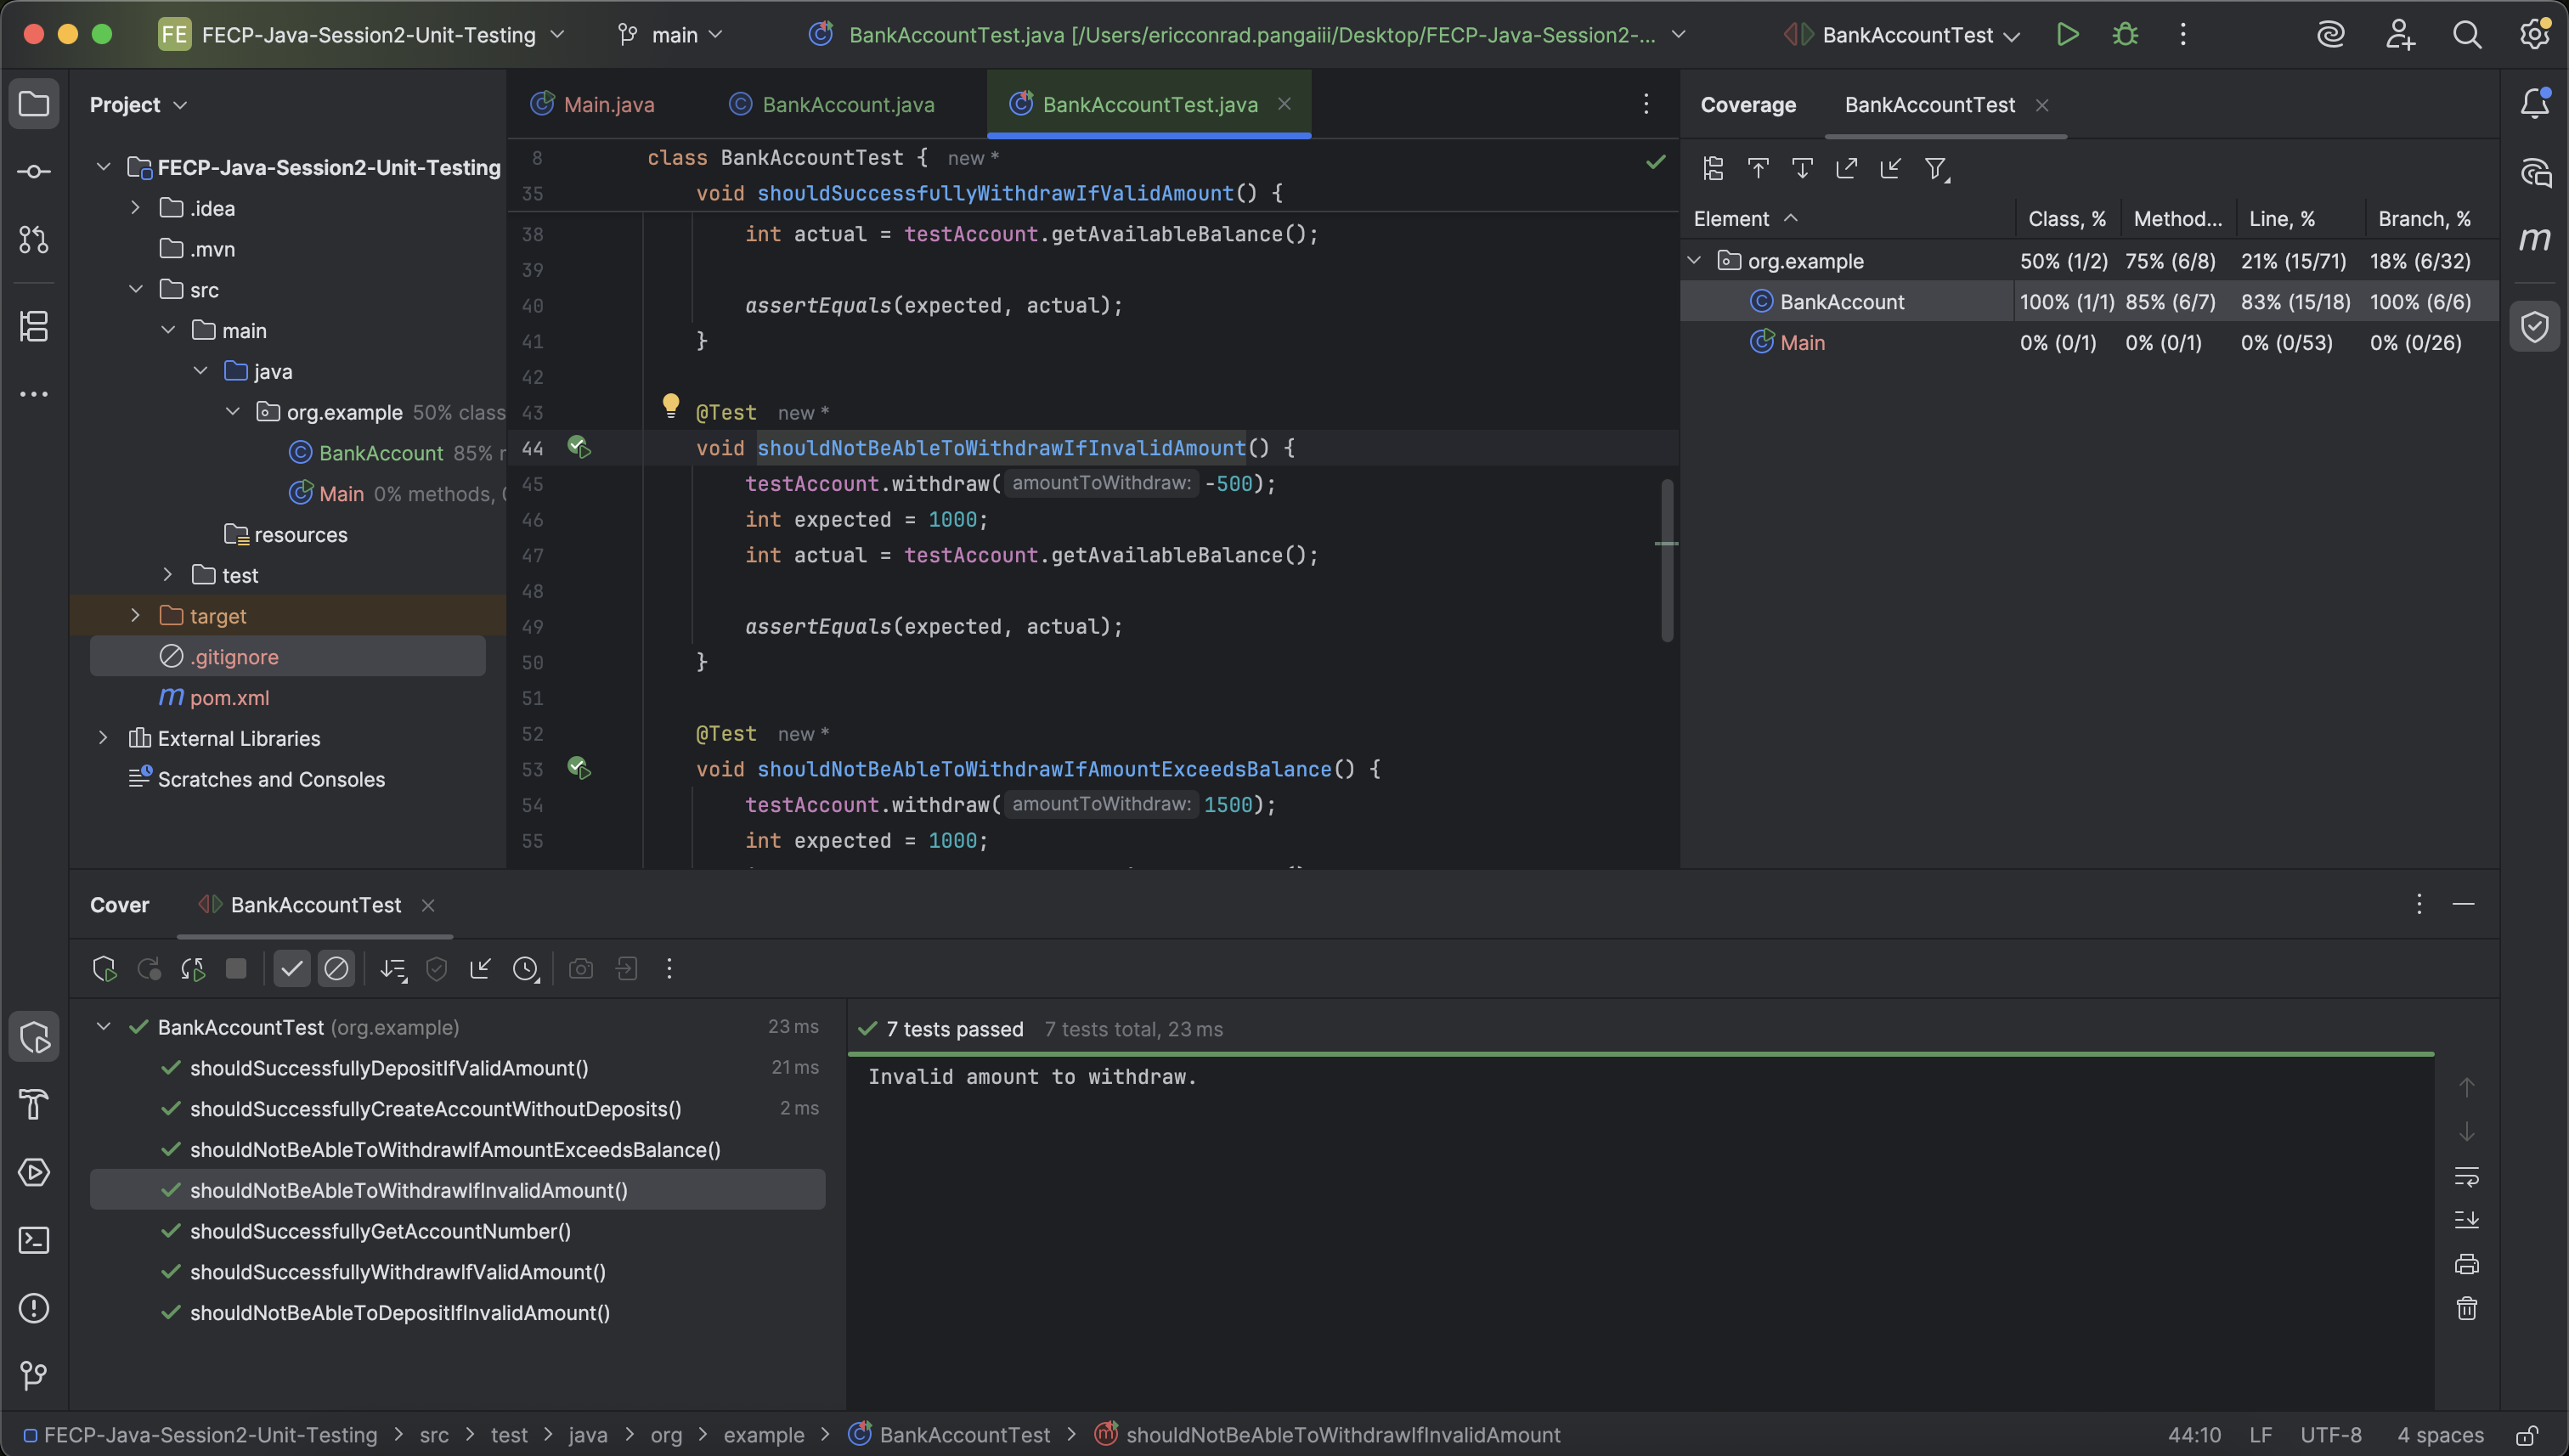 FE FECP-Java-Session2-Unit-Testing main BankAccountTest.java [/Users/ericconrad.pangaiii/Desktop/FECP-Java-Session2-... BankAccountTest
Project
FECP-Java-Session2-Unit-Testing
.idea
.mvn
src
main
java
org.example 50% class
BankAccount 85% r
Main 0% methods,
resources
test
target
.gitignore
pom.xml
External Libraries
Scratches and Consoles
Main.java BankAccount.java BankAccountTest.java
8 class BankAccountTest { new *
35 void shouldSuccessfullyWithdrawIfValidAmount() {
38 int actual = testAccount.getAvailableBalance();
39
40 assertEquals(expected, actual);
41 }
42
43 @Test new *
44 void shouldNotBeAbleToWithdrawIfInvalidAmount() {
45 testAccount.withdraw( amountToWithdraw: -500);
46 int expected = 1000;
47 int actual = testAccount.getAvailableBalance();
48
49 assertEquals(expected, actual);
50 }
51
52 @Test new *
53 void shouldNotBeAbleToWithdrawIfAmountExceedsBalance() {
54 testAccount.withdraw( amountToWithdraw: 1500);
55 int expected = 1000;
Coverage BankAccountTest
Element Class, % Method... Line, % Branch, %
org.example 50% (1/2) 75% (6/8) 21% (15/71) 18% (6/32)
BankAccount 100% (1/1) 85% (6/7) 83% (15/18) 100% (6/6)
Main 0% (0/1) 0% (0/1) 0% (0/53) 0% (0/26)
Cover BankAccountTest
BankAccountTest (org.example) 23 ms
shouldSuccessfullyDepositIfValidAmount() 21 ms
shouldSuccessfullyCreateAccountWithoutDeposits() 2 ms
shouldNotBeAbleToWithdrawIfAmountExceedsBalance()
shouldNotBeAbleToWithdrawIfInvalidAmount()
shouldSuccessfullyGetAccountNumber()
shouldSuccessfullyWithdrawIfValidAmount()
shouldNotBeAbleToDepositIfInvalidAmount()
7 tests passed 7 tests total, 23 ms
Invalid amount to withdraw.
FECP-Java-Session2-Unit-Testing > src > test > java > org > example > BankAccountTest > shouldNotBeAbleToWithdrawIfInvalidAmount 44:10 LF UTF-8 4 spaces